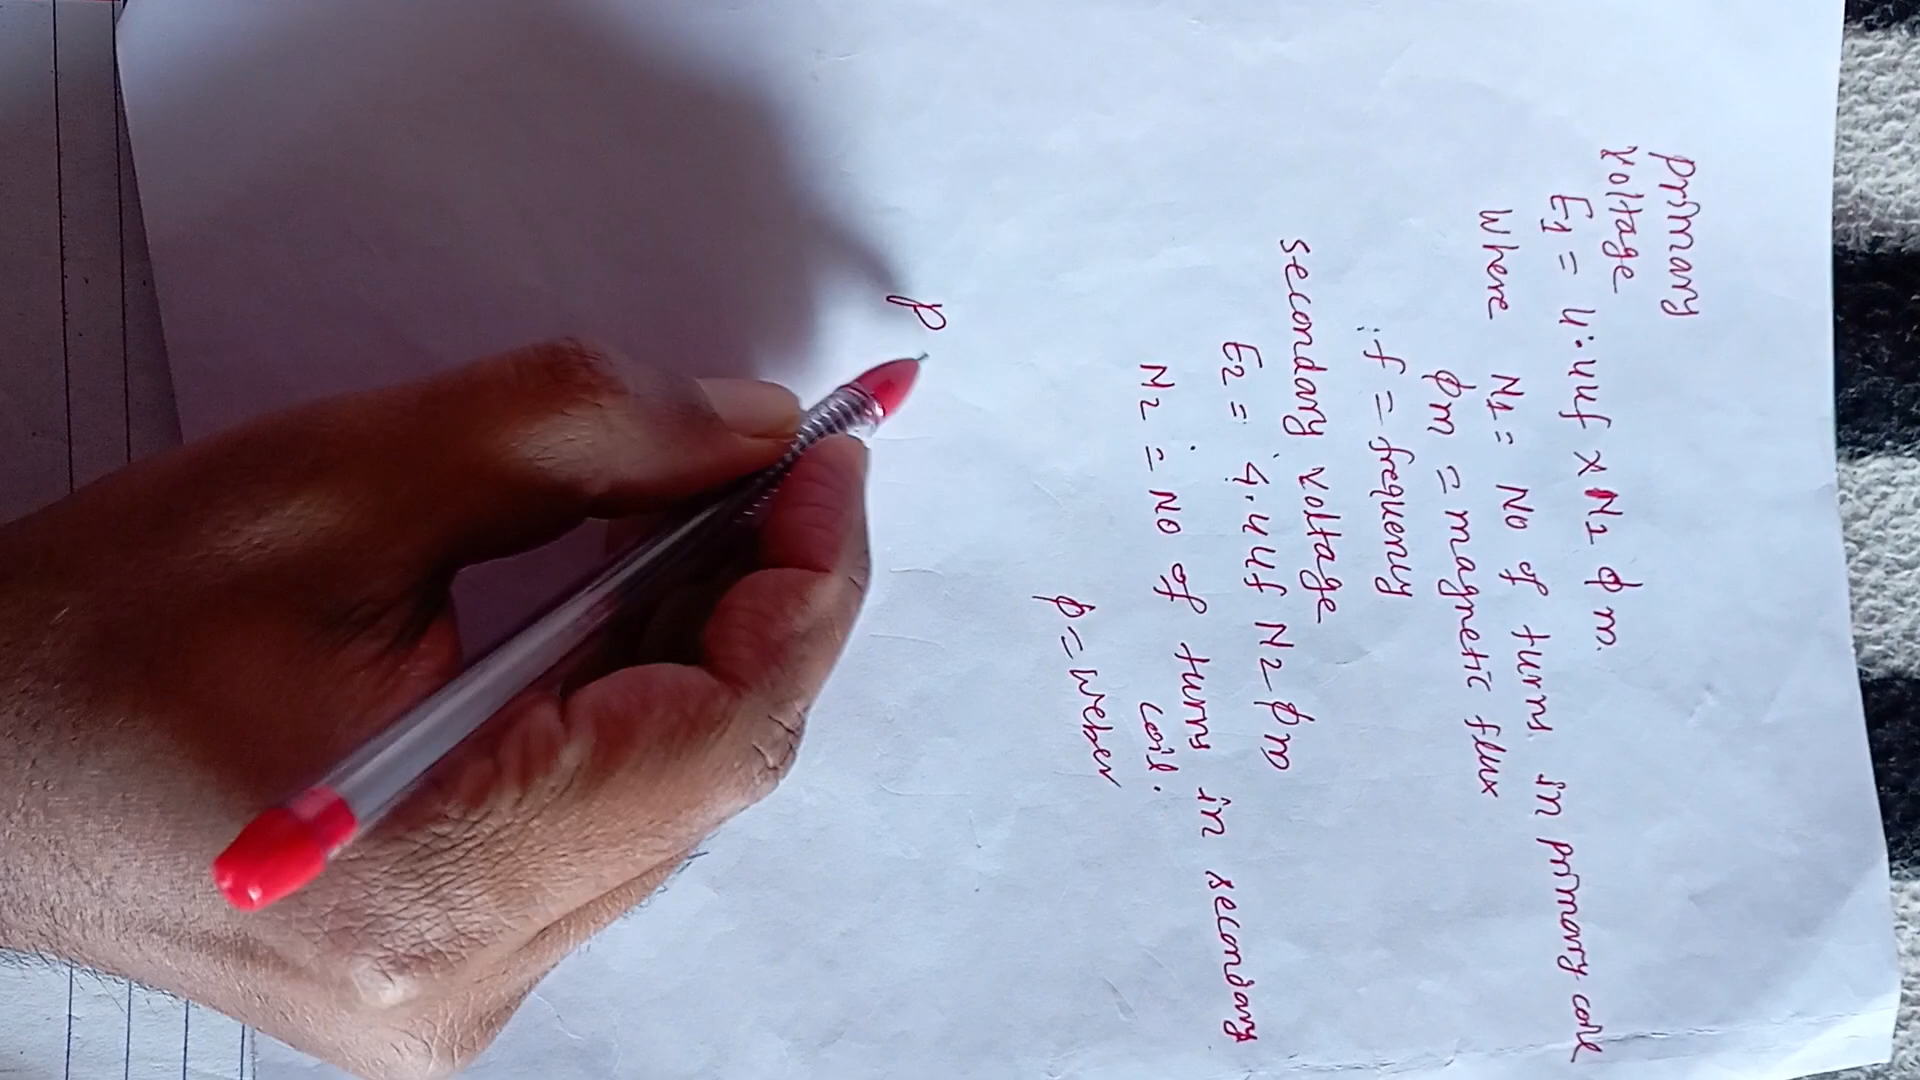 primary
voltage
E1 = 4.44f x N1 φm.
Where N1 = No of turns in primary coil
φm = magnetic flux
: f = frequency
secondary voltage
E2 = 4.44f N2 φm
N2 = No of turns in secondary
coil.
φ = weber
p